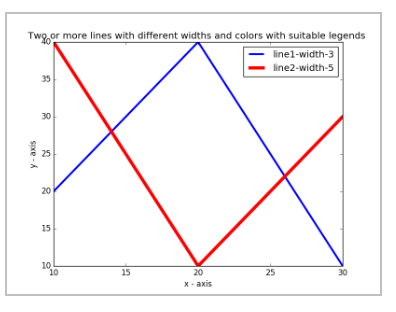 Two or more lines with different widths and colors with suitable legends
line1-width-3
line2-width-5
y - axis
40
35
30
25
20
15
10
10 15 20 25 30
x - axis